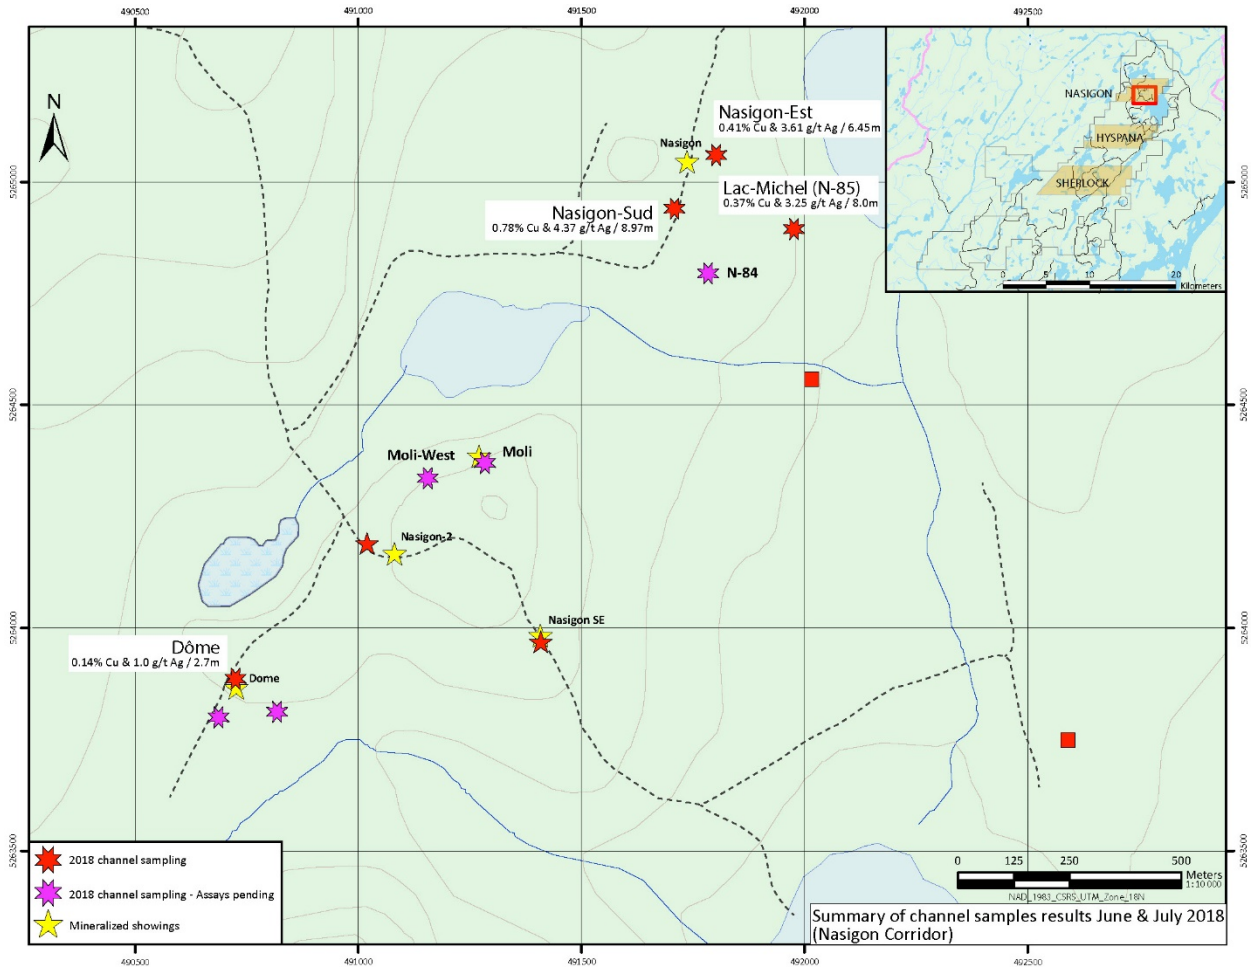 490500
491000
491500
492000
492500
N
NASIGON
HYSPANA
SHERLOCK
0
5
10
20
Kilometers
Nasigon-Est
0.41% Cu & 3.61 g/t Ag / 6.45m
Nasigon
5265000
5265000
Lac-Michel (N-85)
0.37% Cu & 3.25 g/t Ag / 8.0m
Nasigon-Sud
0.78% Cu & 4.37 g/t Ag / 8.97m
N-84
5264500
5264500
Moli-West
Moli
Nasigon-2
Nasigon SE
5264000
5264000
Dôme
0.14% Cu & 1.0 g/t Ag / 2.7m
Dome
5263500
5263500
2018 channel sampling
2018 channel sampling - Assays pending
Mineralized showings
0
125
250
500
Meters
1:10 000
NAD_1983_CSRS_UTM_Zone_18N
Summary of channel samples results June & July 2018
(Nasigon Corridor)
490500
491000
491500
492000
492500